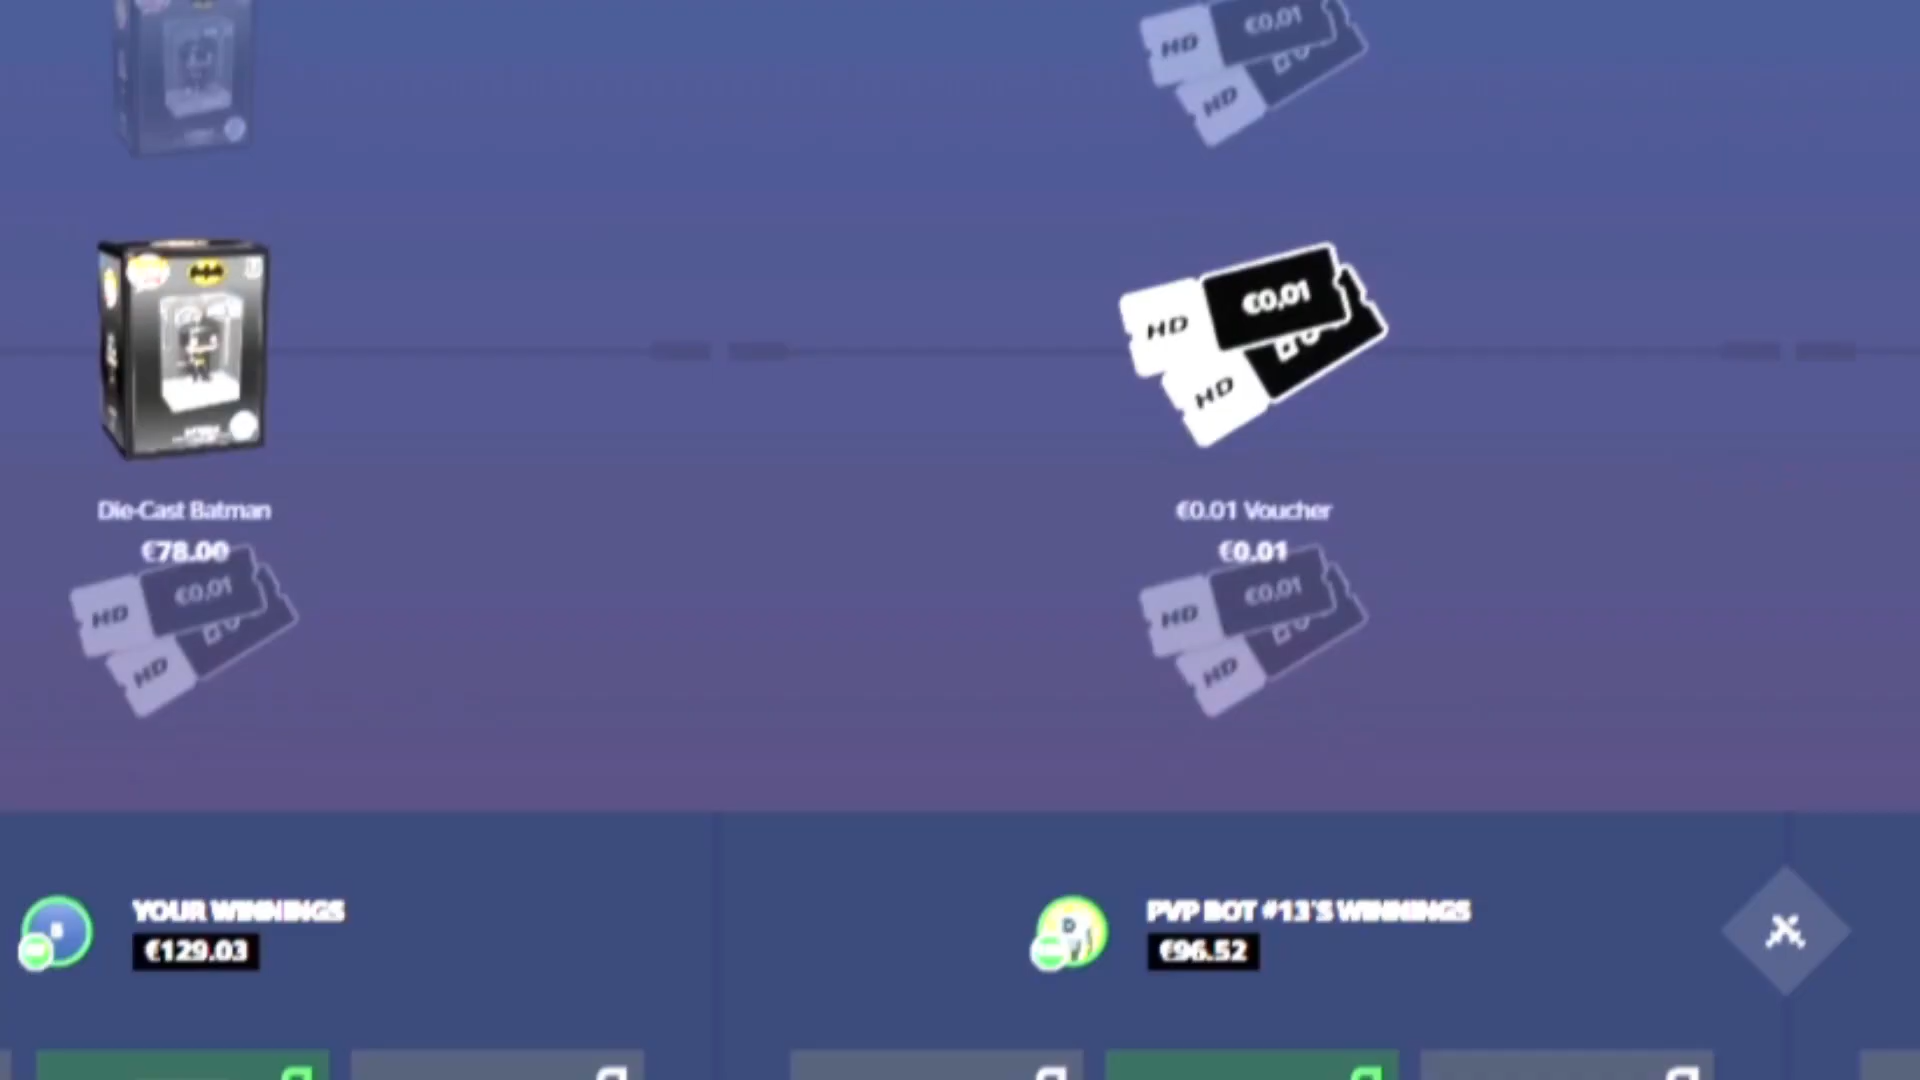 HD €0,01
HD
HD €0,01
HD
Die-Cast Batman
€78.00
€0.01 Voucher
€0.01
HD €0,01
HD
HD €0,01
HD
YOUR WINNINGS
€129.03
PVP BOT #13'S WINNINGS
€96.52